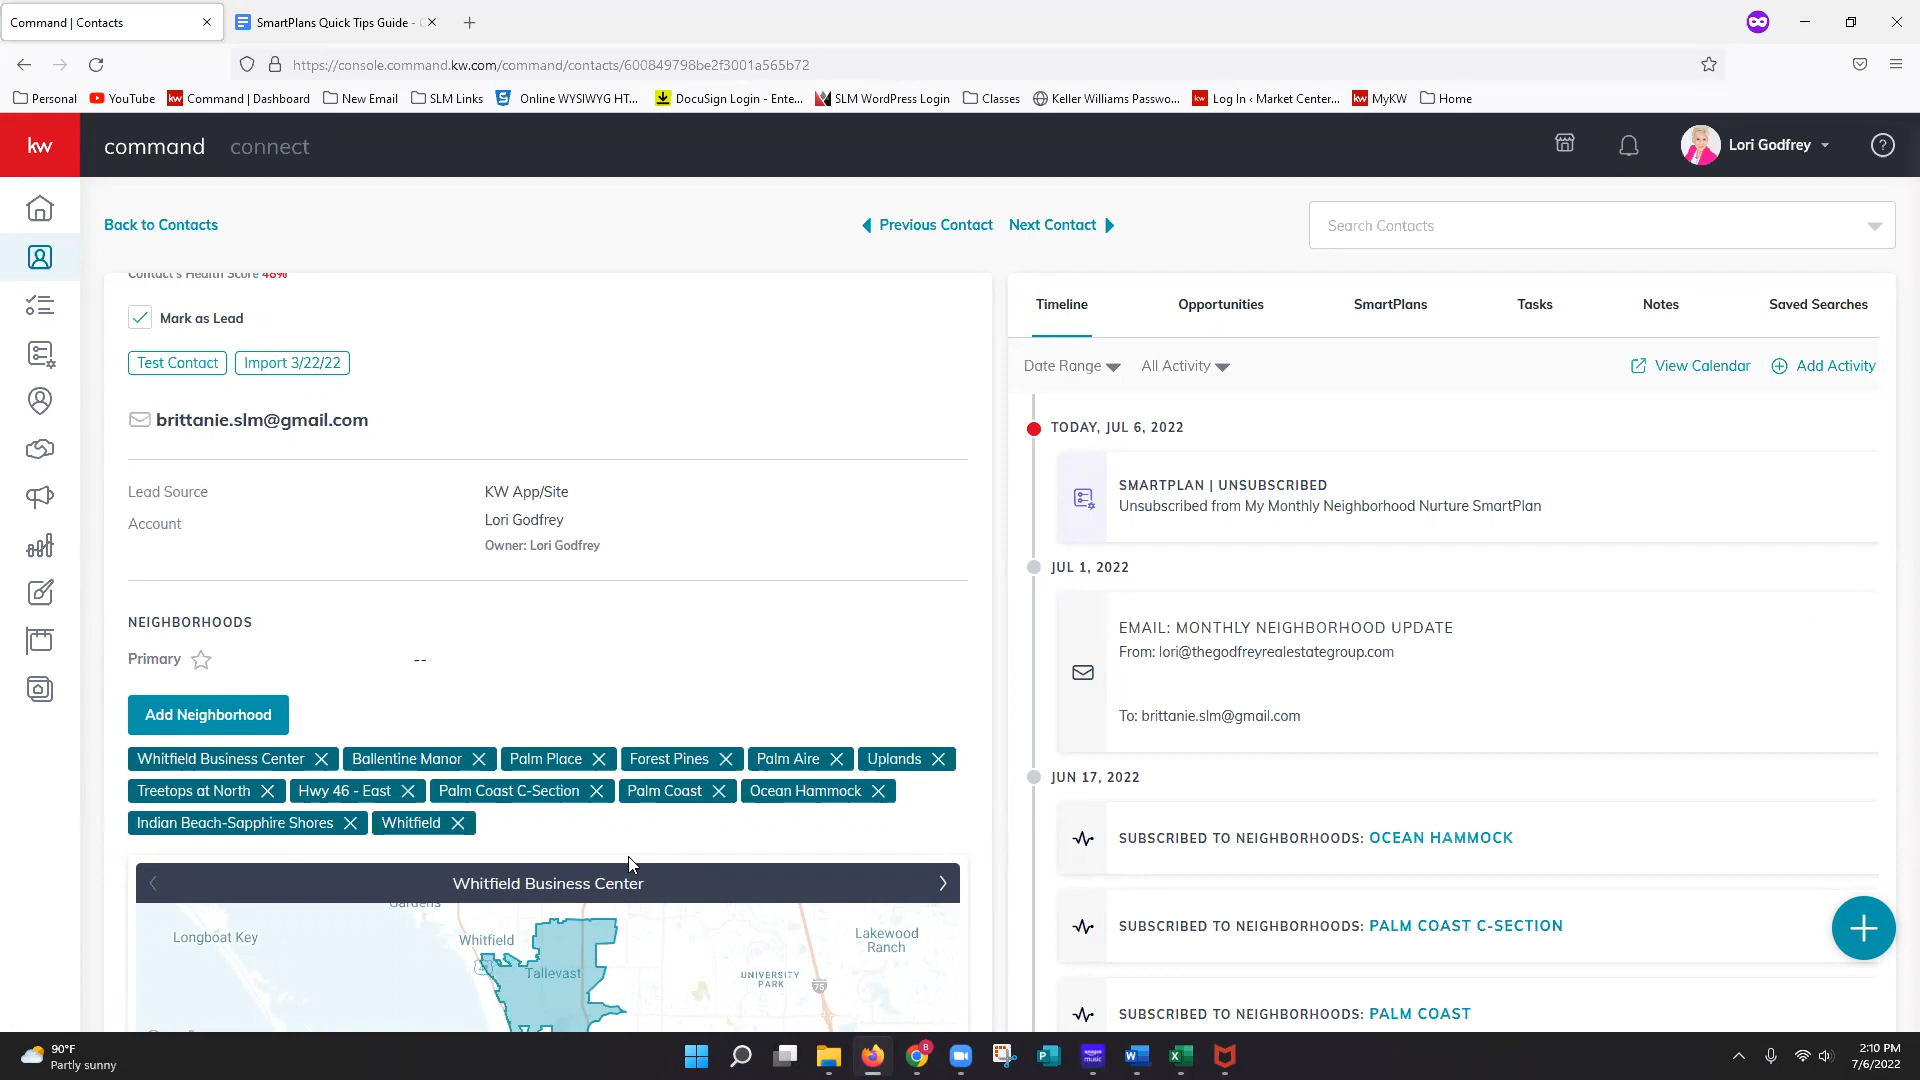 Command | Contacts
SmartPlans Quick Tips Guide -
https://console.command.kw.com/command/contacts/600849798be2f3001a565b72
Personal YouTube Command | Dashboard New Email SLM Links Online WYSIWYG HT... DocuSign Login - Ente... SLM WordPress Login Classes Keller Williams Passwo... Log In ‹ Market Center... MyKW Home
kw command connect Lori Godfrey
Back to Contacts Previous Contact Next Contact Search Contacts
Contact's Health Score 48%
Mark as Lead
Test Contact Import 3/22/22
brittanie.slm@gmail.com
Lead Source KW App/Site
Account Lori Godfrey
Owner: Lori Godfrey
NEIGHBORHOODS
Primary --
Add Neighborhood
Whitfield Business Center Ballentine Manor Palm Place Forest Pines Palm Aire Uplands
Treetops at North Hwy 46 - East Palm Coast C-Section Palm Coast Ocean Hammock
Indian Beach-Sapphire Shores Whitfield
Whitfield Business Center
Gardens
Longboat Key
Whitfield
Tallevast
UNIVERSITY
PARK
75
Lakewood
Ranch
Timeline Opportunities SmartPlans Tasks Notes Saved Searches
Date Range All Activity View Calendar Add Activity
TODAY, JUL 6, 2022
SMARTPLAN | UNSUBSCRIBED
Unsubscribed from My Monthly Neighborhood Nurture SmartPlan
JUL 1, 2022
EMAIL: MONTHLY NEIGHBORHOOD UPDATE
From: lori@thegodfreyrealestategroup.com
To: brittanie.slm@gmail.com
JUN 17, 2022
SUBSCRIBED TO NEIGHBORHOODS: OCEAN HAMMOCK
SUBSCRIBED TO NEIGHBORHOODS: PALM COAST C-SECTION
SUBSCRIBED TO NEIGHBORHOODS: PALM COAST
90°F
Partly sunny
2:10 PM
7/6/2022